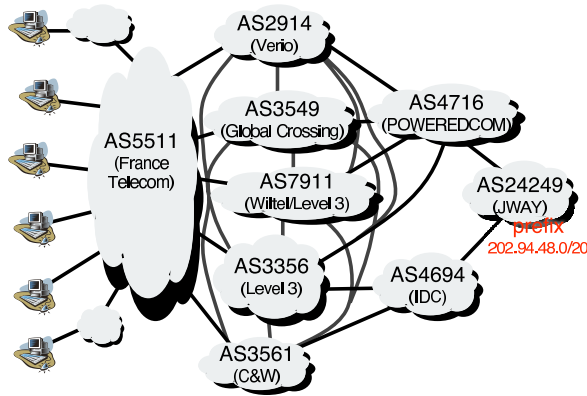 AS2914
(Verio)
AS3549
(Global Crossing)
AS4716
(POWEREDCOM)
AS5511
(France
Telecom)
AS7911
(Wiltel/Level 3)
AS24249
(JWAY)
prefix
202.94.48.0/20
AS3356
(Level 3)
AS4694
(IDC)
AS3561
(C&W)